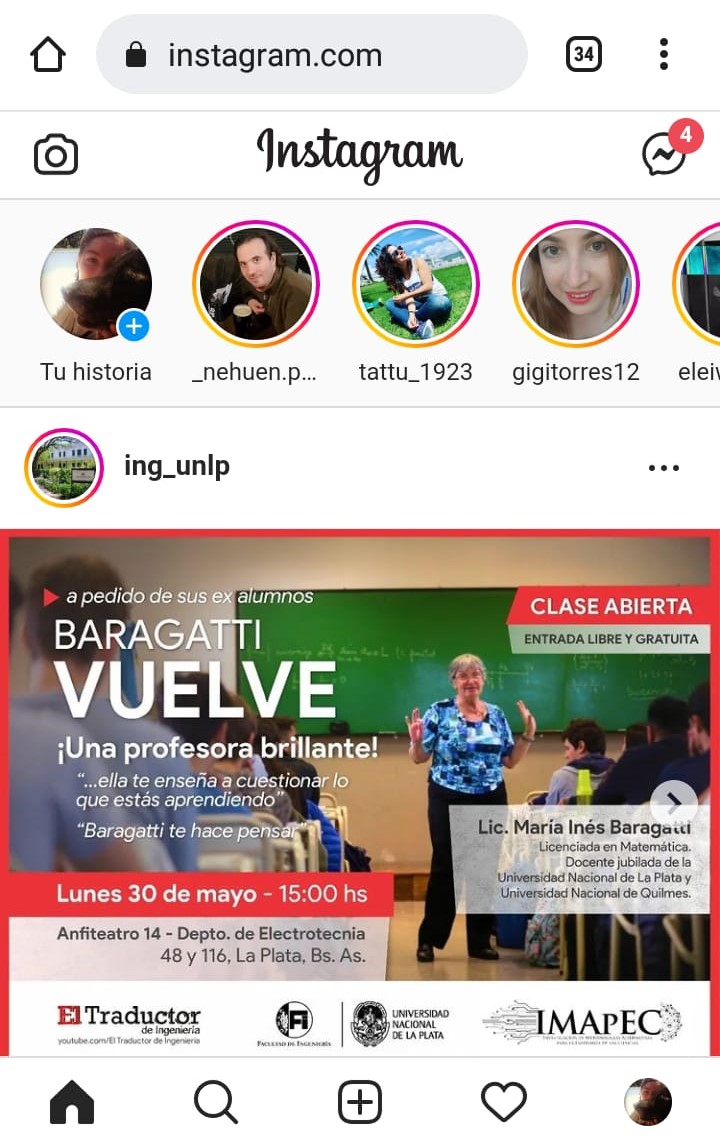 instagram.com
34
Instagram
4
Tu historia
_nehuen.p...
tattu_1923
gigitorres12
ing_unlp
a pedido de sus ex alumnos
BARAGATTI
VUELVE
¡Una profesora brillante!
“...ella te enseña a cuestionar lo
que estás aprendiendo”
“Baragatti te hace pensar”
CLASE ABIERTA
ENTRADA LIBRE Y GRATUITA
Lic. María Inés Baragatti
Licenciada en Matemática.
Docente jubilada de la
Universidad Nacional de La Plata y
Universidad Nacional de Quilmes.
Lunes 30 de mayo - 15:00 hs
Anfiteatro 14 - Depto. de Electrotecnia
48 y 116, La Plata, Bs. As.
El Traductor
de Ingeniería
youtube.com/El Traductor de Ingeniería
FI
FACULTAD DE INGENIERÍA
UNIVERSIDAD
NACIONAL
DE LA PLATA
IMAPEC